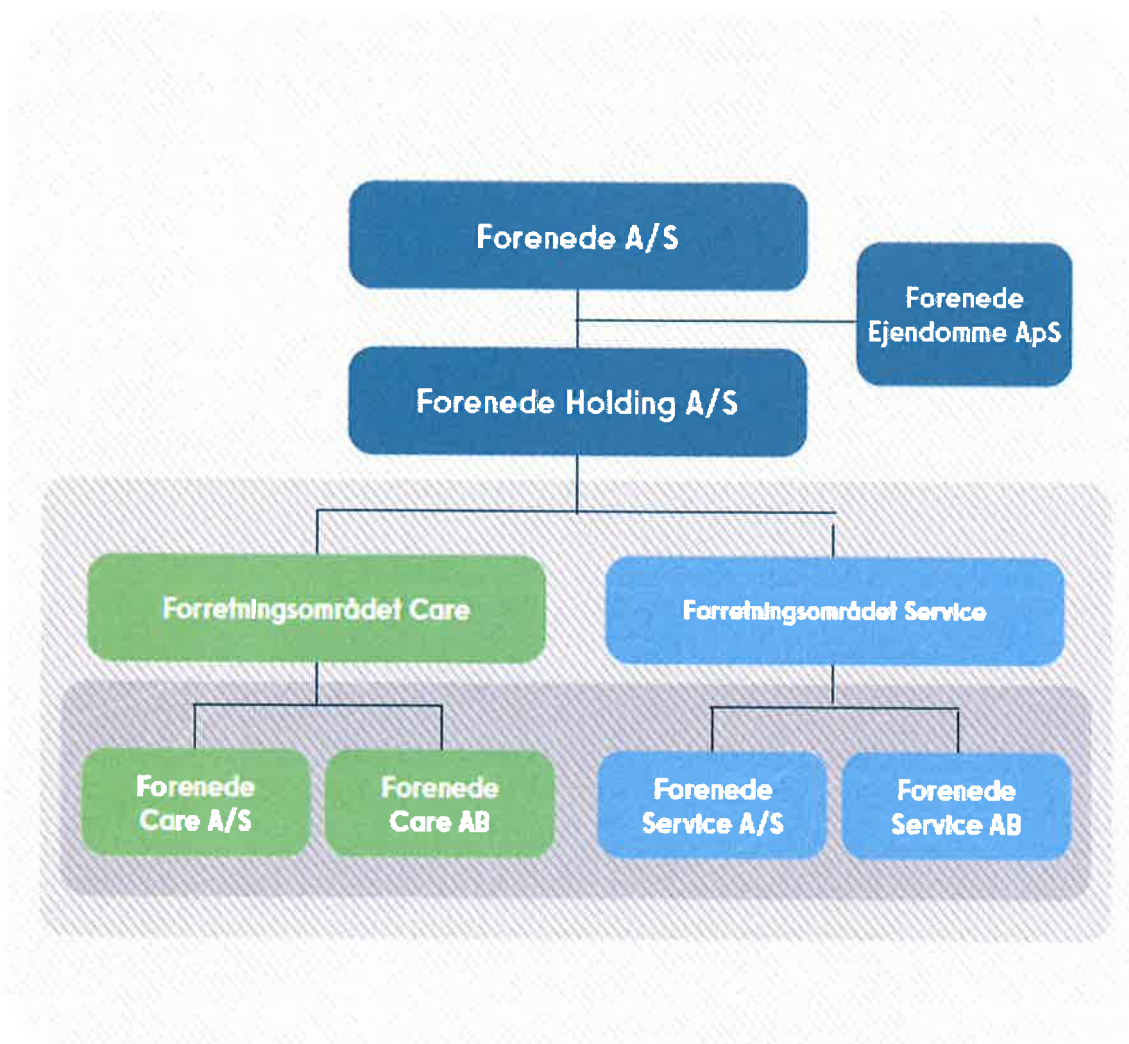 Forenede A/S
Forenede
Ejendomme ApS
Forenede Holding A/S
Forretningsområdet Care
Forretningsområdet Service
Forenede
Care A/S
Forenede
Care AB
Forenede
Service A/S
Forenede
Service AB